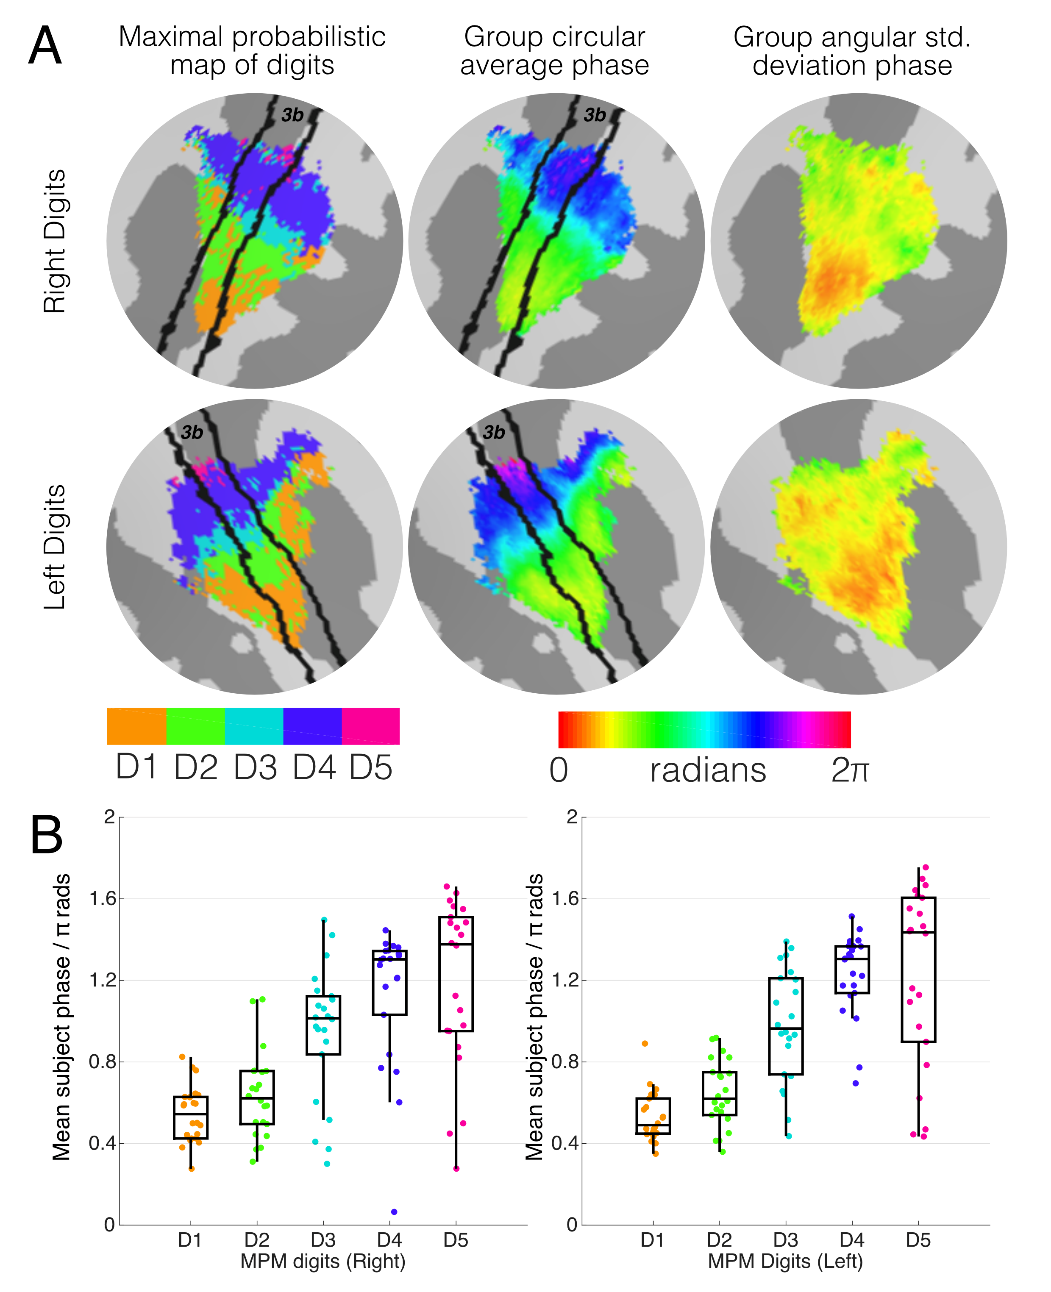 A
Maximal probabilistic
map of digits
Group circular
average phase
Group angular std.
deviation phase
Right Digits
3b
3b
Left Digits
3b
3b
D1 D2 D3 D4 D5
0 radians 2π
B
Mean subject phase / π rads
2
1.6
1.2
0.8
0.4
0
D1 D2 D3 D4 D5
MPM digits (Right)
Mean subject phase / π rads
2
1.6
1.2
0.8
0.4
0
D1 D2 D3 D4 D5
MPM Digits (Left)